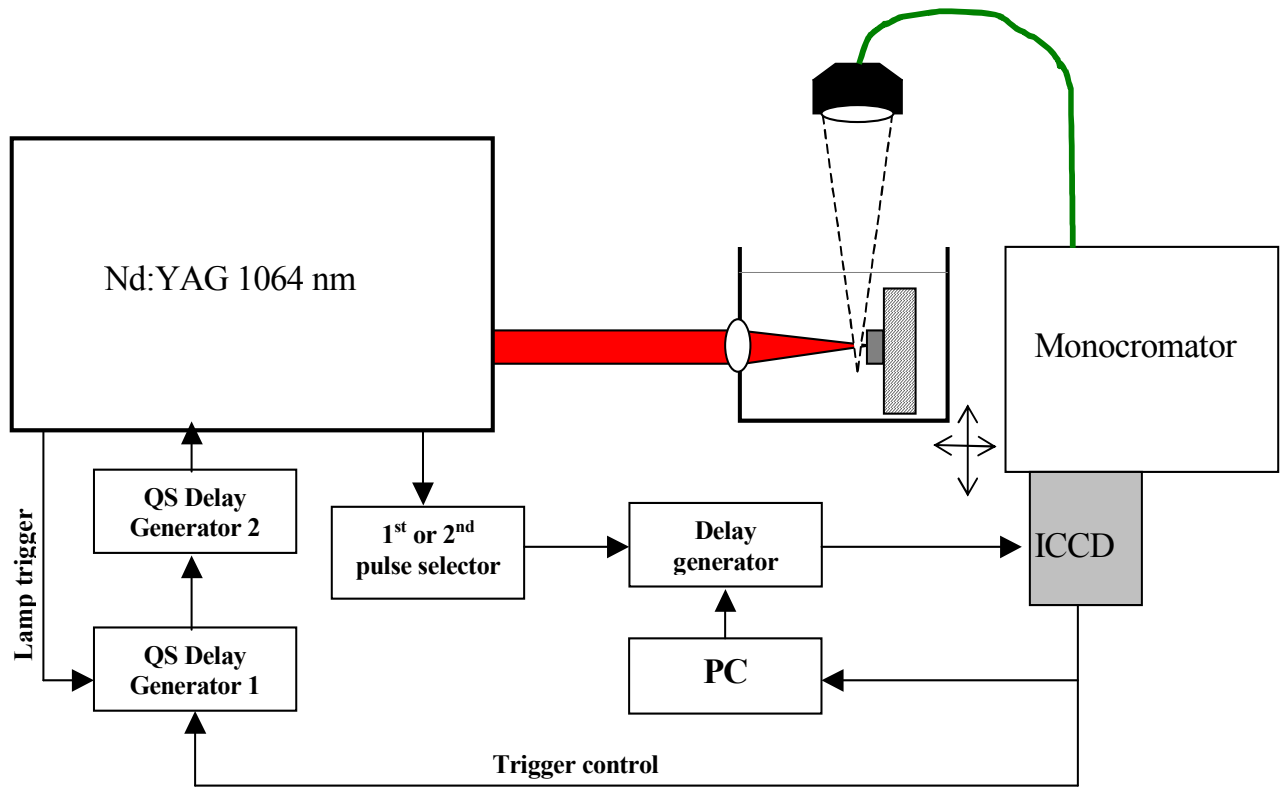 Nd:YAG 1064 nm
Monocromator
QS Delay
Generator 2
1st or 2nd
pulse selector
Delay
generator
ICCD
Lamp trigger
QS Delay
Generator 1
PC
Trigger control